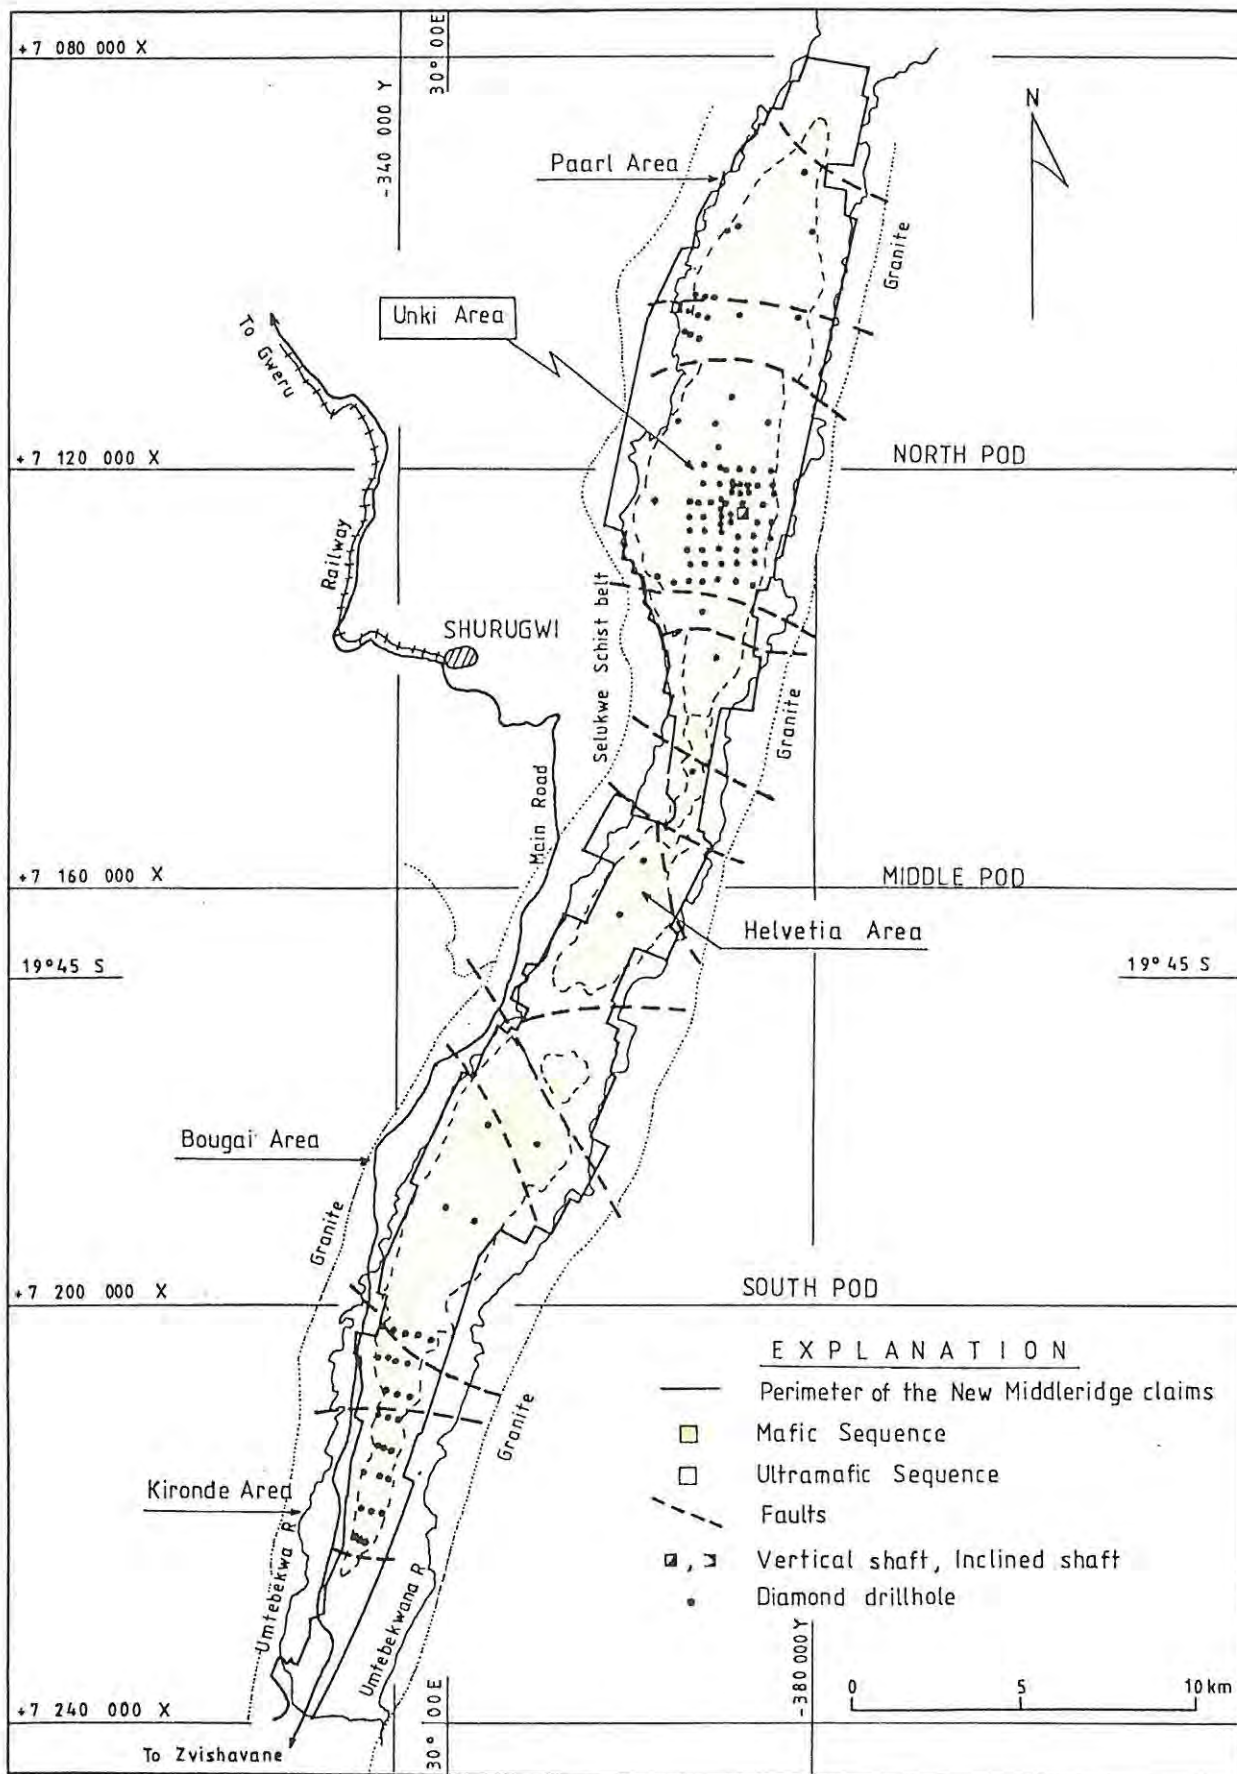 +7 080 000 X
-340 000 Y
30° 00E
N
Paarl Area
Granite
Unki Area
To Gweru
+7 120 000 X
NORTH POD
Railway
SHURUGWI
Selukwe Schist belt
Granite
Main Road
+7 160 000 X
MIDDLE POD
Helvetia Area
19° 45 S
19° 45 S
Bougai Area
Granite
+7 200 000 X
SOUTH POD
EXPLANATION
Perimeter of the New Middleridge claims
Mafic Sequence
Ultramafic Sequence
Faults
Vertical shaft, Inclined shaft
Diamond drillhole
Granite
Kironde Area
Umtebekwa R
Umtebekwana R
-380 000 Y
0 5 10 km
+7 240 000 X
30° 00E
To Zvishavane